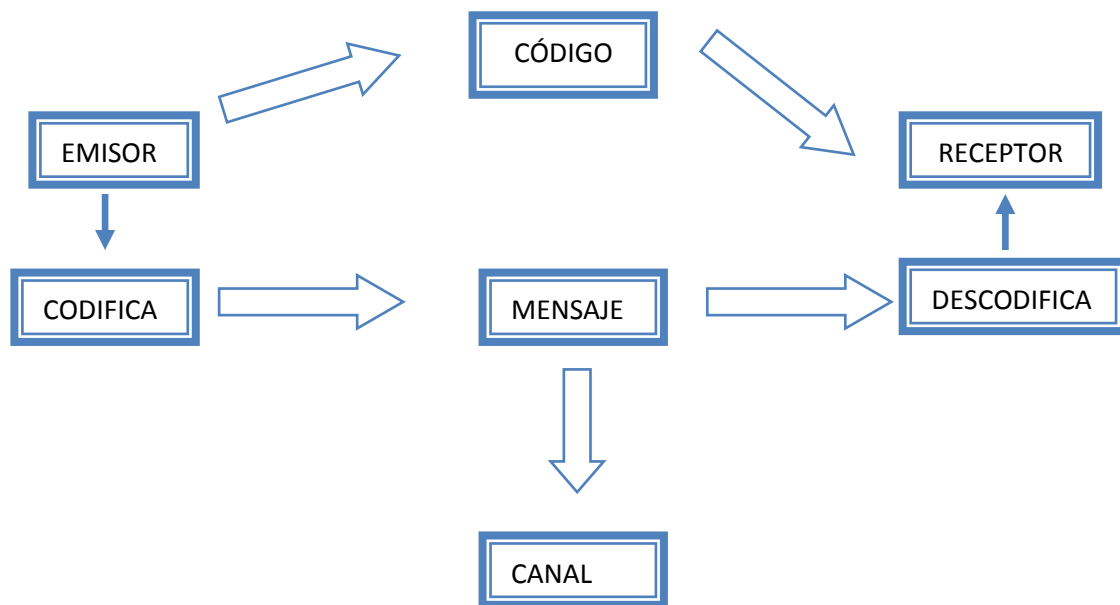 CÓDIGO
EMISOR
RECEPTOR
CODIFICA
MENSAJE
DESCODIFICA
CANAL